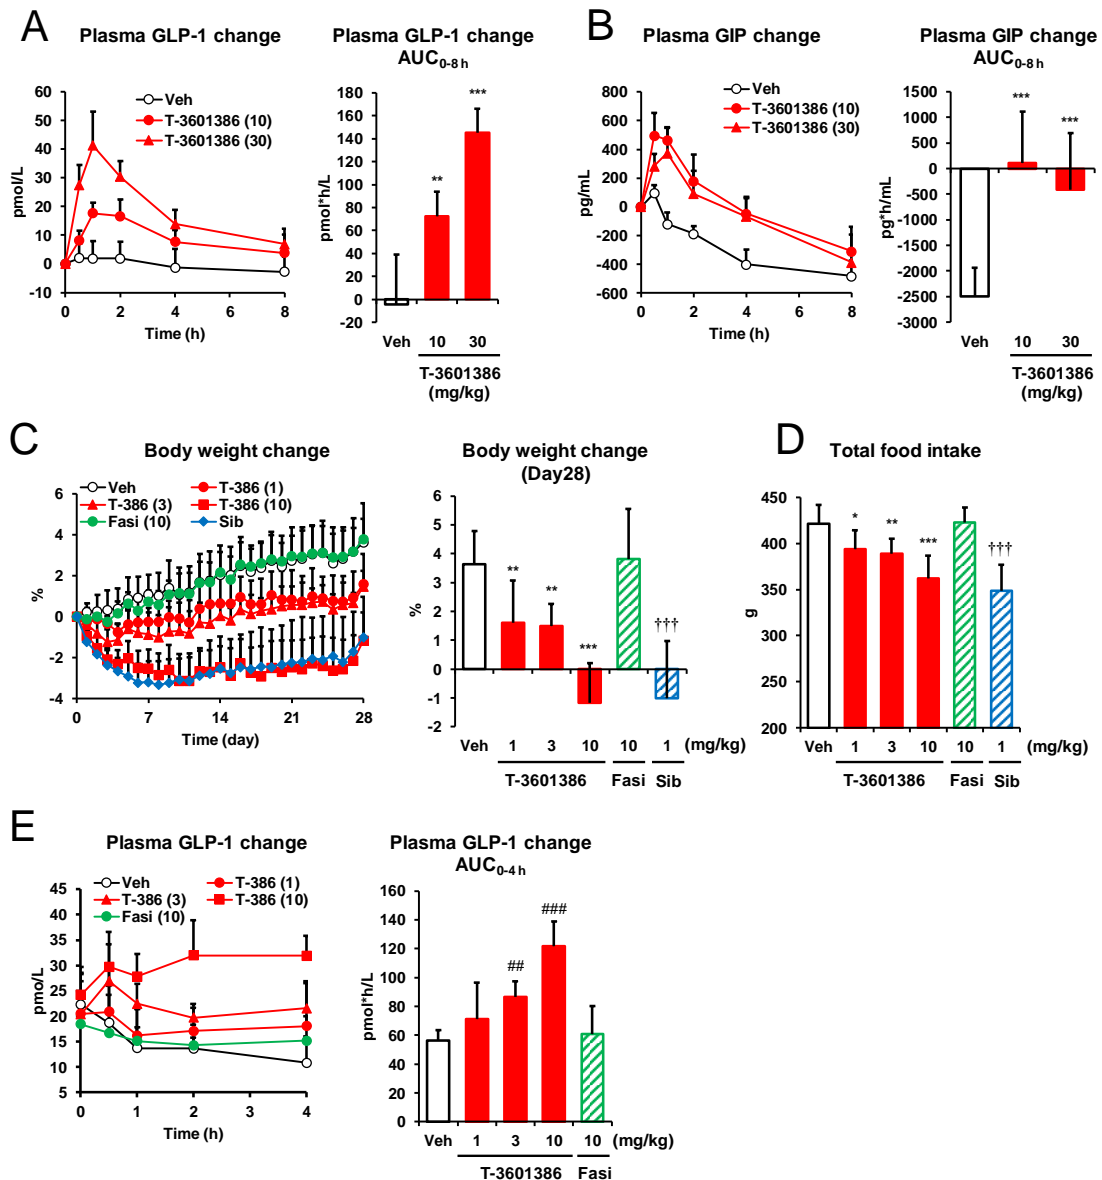 A
Plasma GLP-1 change
60
50
40
30
20
10
0
-10
pmol/L
Veh
T-3601386 (10)
T-3601386 (30)
0 2 4 6 8
Time (h)
Plasma GLP-1 change
AUC0-8 h
180
160
140
120
100
80
60
40
20
0
-20
pmol*h/L
**
***
Veh 10 30
T-3601386
(mg/kg)
B
Plasma GIP change
800
600
400
200
0
-200
-400
-600
pg/mL
Veh
T-3601386 (10)
T-3601386 (30)
0 2 4 6 8
Time (h)
Plasma GIP change
AUC0-8 h
1500
1000
500
0
-500
-1000
-1500
-2000
-2500
-3000
pg*h/mL
***
***
Veh 10 30
T-3601386
(mg/kg)
C
Body weight change
Veh T-386 (1)
T-386 (3) T-386 (10)
Fasi (10) Sib
6
4
2
0
-2
-4
%
0 7 14 21 28
Time (day)
Body weight change
(Day28)
6
5
4
3
2
1
0
-1
-2
%
**
**
***
†††
Veh 1 3 10 10 1 (mg/kg)
T-3601386 Fasi Sib
D
Total food intake
450
400
350
300
250
200
g
*
**
***
†††
Veh 1 3 10 10 1 (mg/kg)
T-3601386 Fasi Sib
E
Plasma GLP-1 change
Veh T-386 (1)
T-386 (3) T-386 (10)
Fasi (10)
45
40
35
30
25
20
15
10
5
pmo/L
0 1 2 3 4
Time (h)
Plasma GLP-1 change
AUC0-4 h
160
140
120
100
80
60
40
20
0
pmol*h/L
##
###
Veh 1 3 10 10 (mg/kg)
T-3601386 Fasi